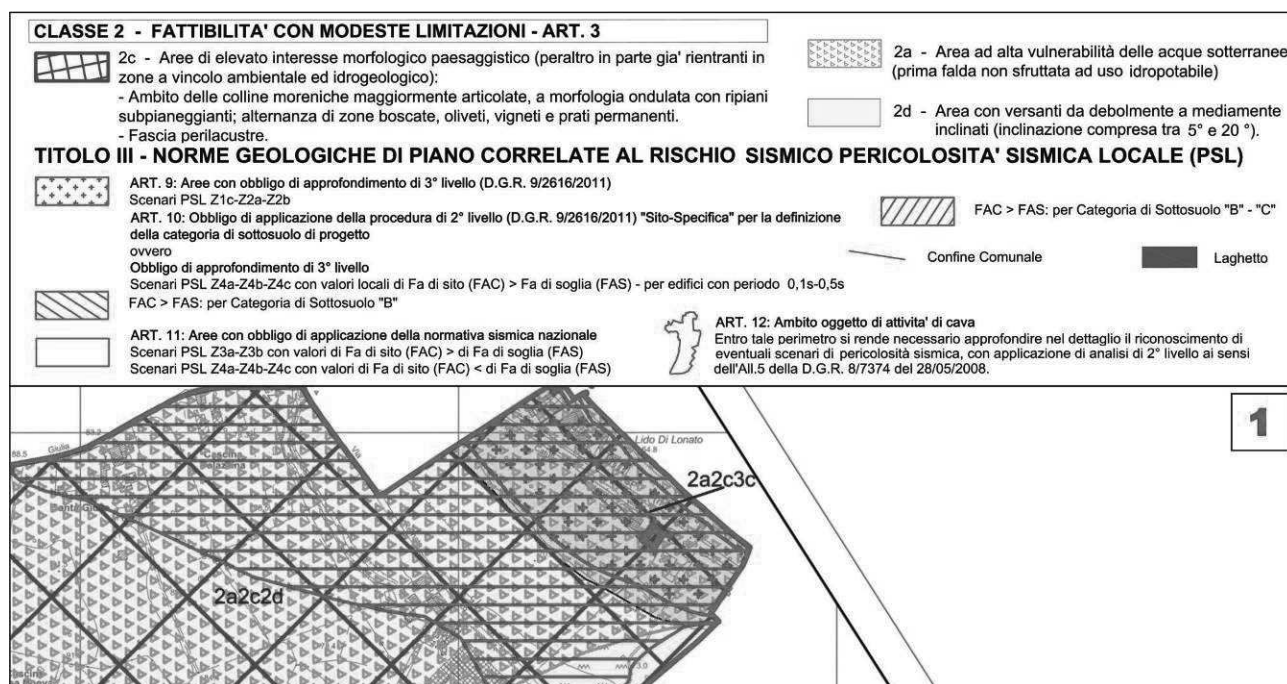 CLASSE 2 - FATTIBILITA' CON MODESTE LIMITAZIONI - ART. 3
2c - Aree di elevato interesse morfologico paesaggistico (peraltro in parte gia' rientranti in
zone a vincolo ambientale ed idrogeologico):
- Ambito delle colline moreniche maggiormente articolate, a morfologia ondulata con ripiani
subpianeggianti; alternanza di zone boscate, oliveti, vigneti e prati permanenti.
- Fascia perilacustre.
2a - Area ad alta vulnerabilità delle acque sotterranee
(prima falda non sfruttata ad uso idropotabile)
2d - Area con versanti da debolmente a mediamente
inclinati (inclinazione compresa tra 5° e 20 °).
TITOLO III - NORME GEOLOGICHE DI PIANO CORRELATE AL RISCHIO SISMICO PERICOLOSITA' SISMICA LOCALE (PSL)
ART. 9: Aree con obbligo di approfondimento di 3° livello (D.G.R. 9/2616/2011)
Scenari PSL Z1c-Z2a-Z2b
ART. 10: Obbligo di applicazione della procedura di 2° livello (D.G.R. 9/2616/2011) "Sito-Specifica" per la definizione
della categoria di sottosuolo di progetto
ovvero
Obbligo di approfondimento di 3° livello
Scenari PSL Z4a-Z4b-Z4c con valori locali di Fa di sito (FAC) > Fa di soglia (FAS) - per edifici con periodo 0,1s-0,5s
FAC > FAS: per Categoria di Sottosuolo "B"
FAC > FAS: per Categoria di Sottosuolo "B" - "C"
Confine Comunale
Laghetto
ART. 11: Aree con obbligo di applicazione della normativa sismica nazionale
Scenari PSL Z3a-Z3b con valori di Fa di sito (FAC) > di Fa di soglia (FAS)
Scenari PSL Z4a-Z4b-Z4c con valori di Fa di sito (FAC) < di Fa di soglia (FAS)
ART. 12: Ambito oggetto di attivita' di cava
Entro tale perimetro si rende necessario approfondire nel dettaglio il riconoscimento di
eventuali scenari di pericolosità sismica, con applicazione di analisi di 2° livello ai sensi
dell'All.5 della D.G.R. 8/7374 del 28/05/2008.
1
Lido Di Lonato
Giulia
Via
Cascina
2a2c3c
2a2c2d